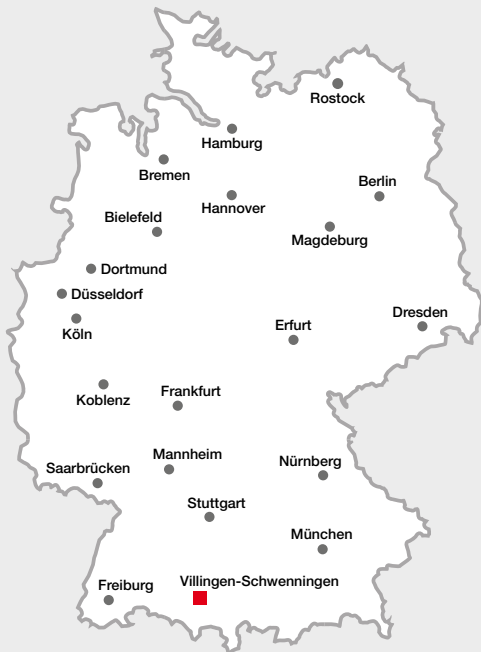 Rostock
Hamburg
Bremen
Berlin
Hannover
Bielefeld
Magdeburg
Dortmund
Düsseldorf
Dresden
Erfurt
Köln
Koblenz
Frankfurt
Mannheim
Nürnberg
Saarbrücken
Stuttgart
München
Villingen-Schwenningen
Freiburg